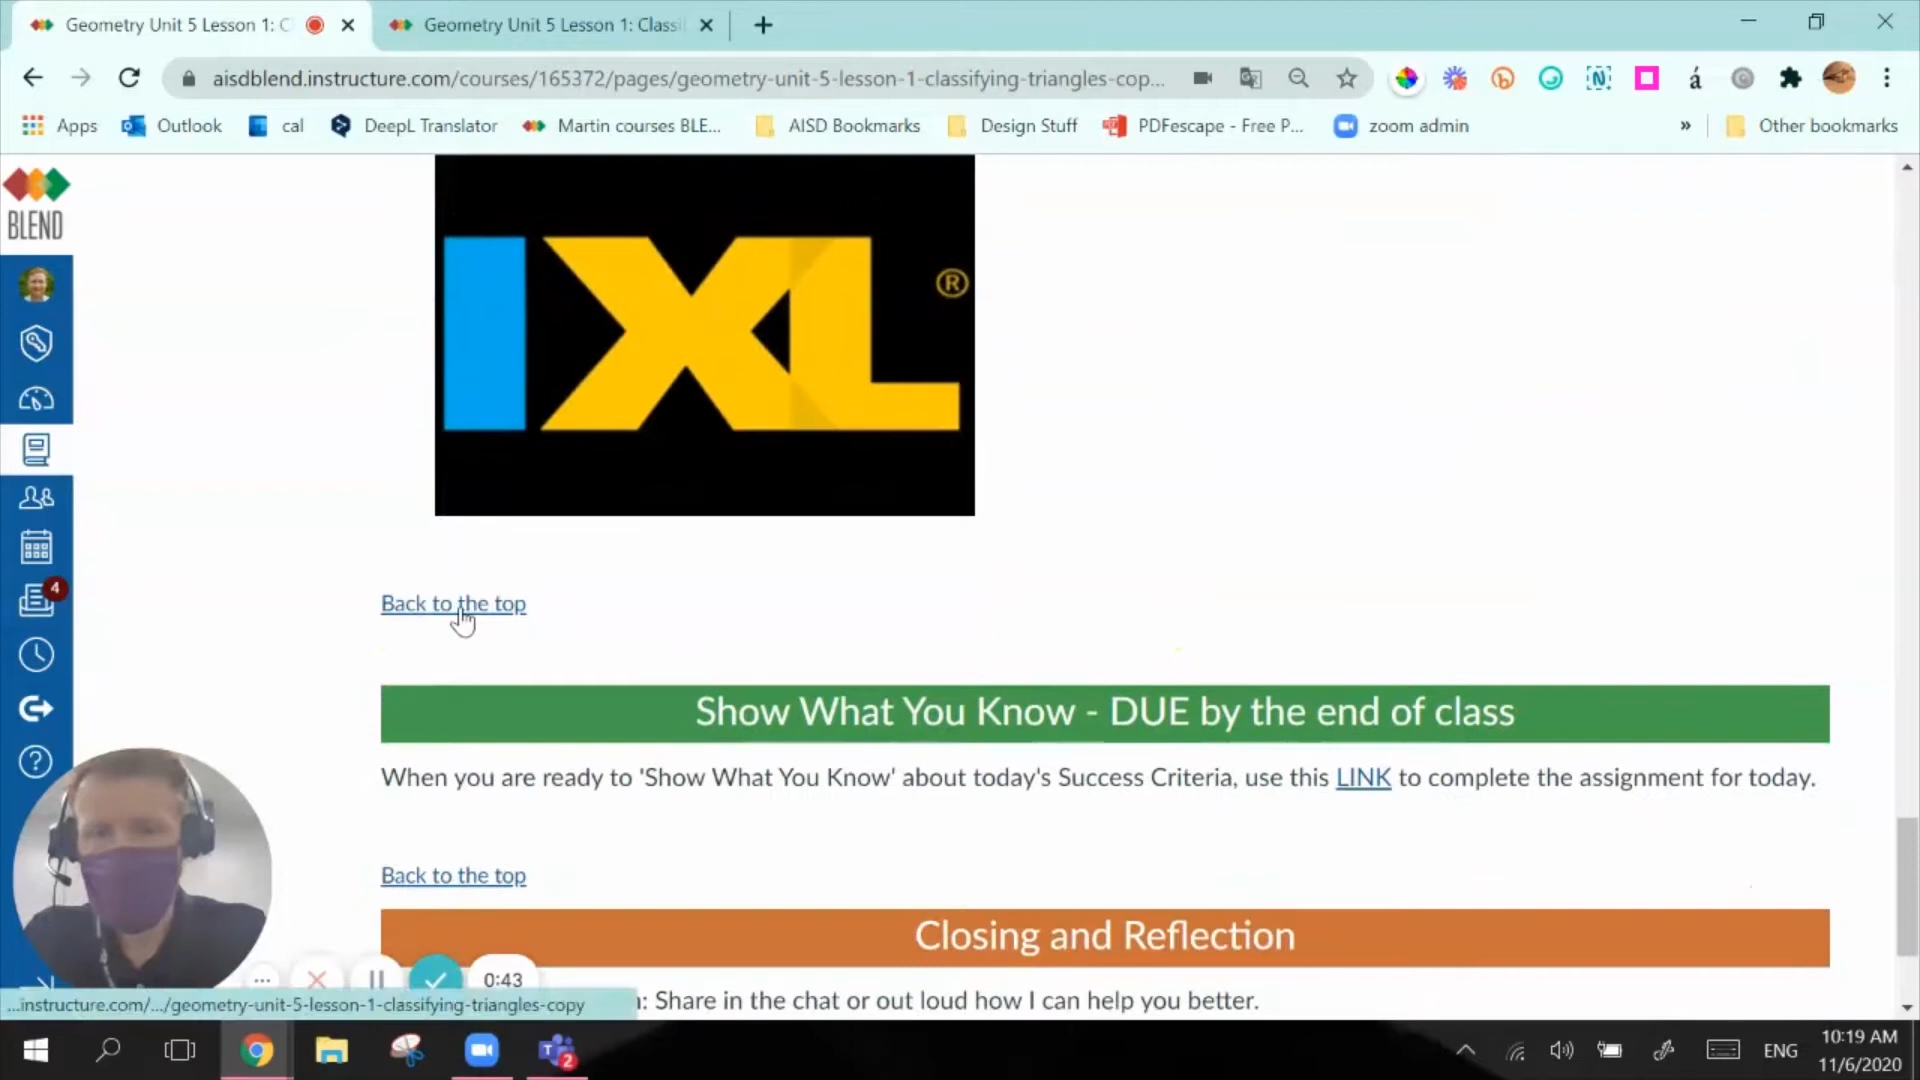 Geometry Unit 5 Lesson 1: C
Geometry Unit 5 Lesson 1: Classi
aisdblend.instructure.com/courses/165372/pages/geometry-unit-5-lesson-1-classifying-triangles-cop...
Apps
Outlook
cal
DeepL Translator
Martin courses BLE...
AISD Bookmarks
Design Stuff
PDFescape - Free P...
zoom admin
»
Other bookmarks
BLEND
IXL®
4
Back to the top
Show What You Know - DUE by the end of class
When you are ready to 'Show What You Know' about today's Success Criteria, use this LINK to complete the assignment for today.
Back to the top
Closing and Reflection
0:43
...instructure.com/.../geometry-unit-5-lesson-1-classifying-triangles-copy
: Share in the chat or out loud how I can help you better.
2
ENG
10:19 AM
11/6/2020